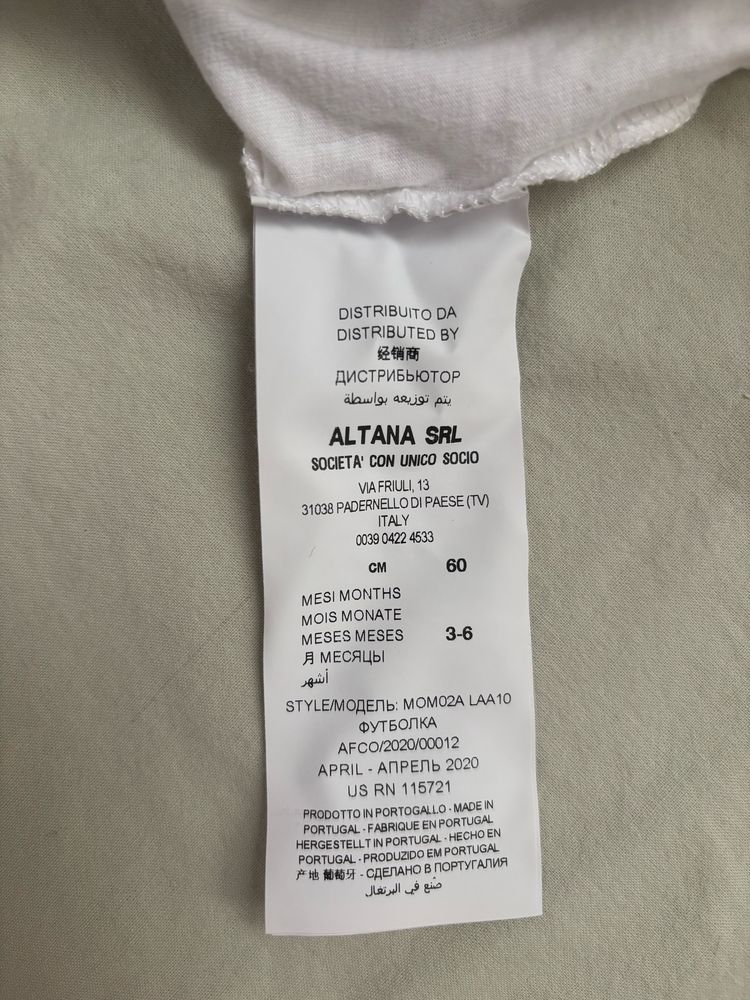 DISTRIBUITO DA
DISTRIBUTED BY
经销商
ДИСТРИБЬЮТОР
يتم توزيعه بواسطة
ALTANA SRL
SOCIETA' CON UNICO SOCIO
VIA FRIULI, 13
31038 PADERNELLO DI PAESE (TV)
ITALY
0039 0422 4533
CM 60
MESI MONTHS
MOIS MONATE
MESES MESES 3-6
月 МЕСЯЦЫ
أشهر
STYLE/МОДЕЛЬ: MOM02A LAA10
ФУТБОЛКА
AFCO/2020/00012
APRIL - АПРЕЛЬ 2020
US RN 115721
PRODOTTO IN PORTOGALLO - MADE IN
PORTUGAL - FABRIQUE EN PORTUGAL
HERGESTELLT IN PORTUGAL - HECHO EN
PORTUGAL - PRODUZIDO EM PORTUGAL
产地 葡萄牙 - СДЕЛАНО В ПОРТУГАЛИЯ
صُنع في البرتغال